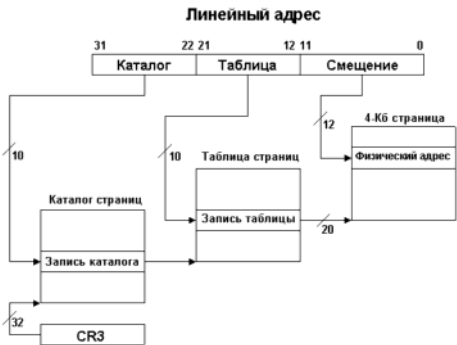 Линейный адрес
31 22 21 12 11 0
Каталог Таблица Смещение
12
4-Кб страница
10
10
Таблица страниц
Физический адрес
Каталог страниц
Запись таблицы
20
Запись каталога
32
CR3